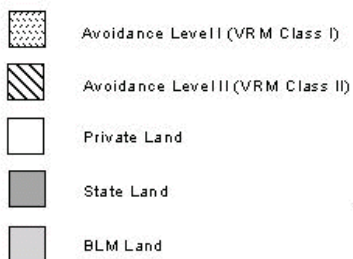 Avoidance Level I (VRM Class I)
Avoidance Level II (VRM Class II)
Private Land
State Land
BLM Land